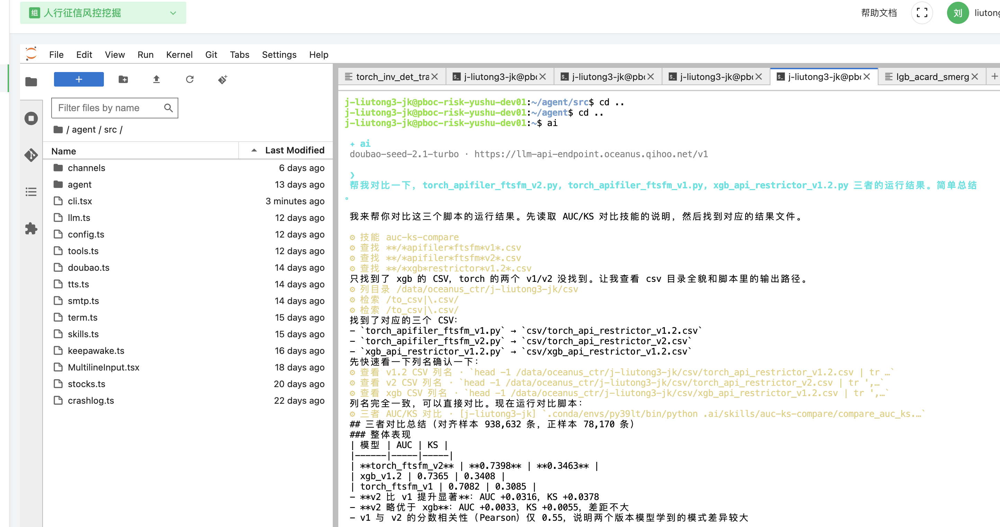 组 人行征信风控挖掘
帮助文档
刘
File Edit View Run Kernel Git Tabs Settings Help
+
torch_inv_det_tra
j-liutong3-jk@pb
j-liutong3-jk@pb
j-liutong3-jk@pb
j-liutong3-jk@pb
lgb_acard_smerg
+
Filter files by name
/ agent / src /
Name Last Modified
channels 6 days ago
agent 13 days ago
cli.tsx 3 minutes ago
llm.ts 12 days ago
config.ts 12 days ago
tools.ts 12 days ago
doubao.ts 14 days ago
tts.ts 14 days ago
smtp.ts 14 days ago
term.ts 15 days ago
skills.ts 15 days ago
keepawake.ts 16 days ago
MultilineInput.tsx 18 days ago
stocks.ts 20 days ago
crashlog.ts 22 days ago
j-liutong3-jk@pboc-risk-yushu-dev01:~/agent/src$ cd ..
j-liutong3-jk@pboc-risk-yushu-dev01:~/agent$ cd ..
j-liutong3-jk@pboc-risk-yushu-dev01:~$ ai
✦ ai
doubao-seed-2.1-turbo · https://llm-api-endpoint.oceanus.qihoo.net/v1
❯
帮我对比一下，torch_apifiler_ftsfm_v2.py, torch_apifiler_ftsfm_v1.py, xgb_api_restrictor_v1.2.py 三者的运行结果。简单总结
。
我来帮你对比这三个脚本的运行结果。先读取 AUC/KS 对比技能的说明，然后找到对应的结果文件。
⚙ 技能 auc-ks-compare
⚙ 查找 **/*apifiler*ftsfm*v1*.csv
⚙ 查找 **/*apifiler*ftsfm*v2*.csv
⚙ 查找 **/*xgb*restrictor*v1.2*.csv
只找到了 xgb 的 CSV，torch 的两个 v1/v2 没找到。让我查看 csv 目录全貌和脚本里的输出路径。
⚙ 列目录 /data/oceanus_ctr/j-liutong3-jk/csv
⚙ 检索 /to_csv|\.csv/
⚙ 检索 /to_csv|\.csv/
找到了对应的三个 CSV：
- `torch_apifiler_ftsfm_v1.py` → `csv/torch_api_restrictor_v1.2.csv`
- `torch_apifiler_ftsfm_v2.py` → `csv/torch_api_restrictor_v2.csv`
- `xgb_api_restrictor_v1.2.py` → `csv/xgb_api_restrictor_v1.2.csv`
先快速看一下列名确认一下：
⚙ 查看 v1.2 CSV 列名 · `head -1 /data/oceanus_ctr/j-liutong3-jk/csv/torch_api_restrictor_v1.2.csv | tr …`
⚙ 查看 v2 CSV 列名 · `head -1 /data/oceanus_ctr/j-liutong3-jk/csv/torch_api_restrictor_v2.csv | tr ',…`
⚙ 查看 xgb CSV 列名 · `head -1 /data/oceanus_ctr/j-liutong3-jk/csv/xgb_api_restrictor_v1.2.csv | tr ',…`
列名完全一致，可以直接对比。现在运行对比脚本：
⚙ 三者 AUC/KS 对比 · [j-liutong3-jk] `.conda/envs/py39lt/bin/python .ai/skills/auc-ks-compare/compare_auc_ks.…`
## 三者对比总结（对齐样本 938,632 条，正样本 78,170 条）
### 整体表现
| 模型 | AUC | KS |
|------|-----|-----|
| **torch_ftsfm_v2** | **0.7398** | **0.3463** |
| xgb_v1.2 | 0.7365 | 0.3408 |
| torch_ftsfm_v1 | 0.7082 | 0.3085 |
- **v2 比 v1 提升显著**：AUC +0.0316，KS +0.0378
- **v2 略优于 xgb**：AUC +0.0033，KS +0.0055，差距不大
- v1 与 v2 的分数相关性（Pearson）仅 0.55，说明两个版本模型学到的模式差异较大